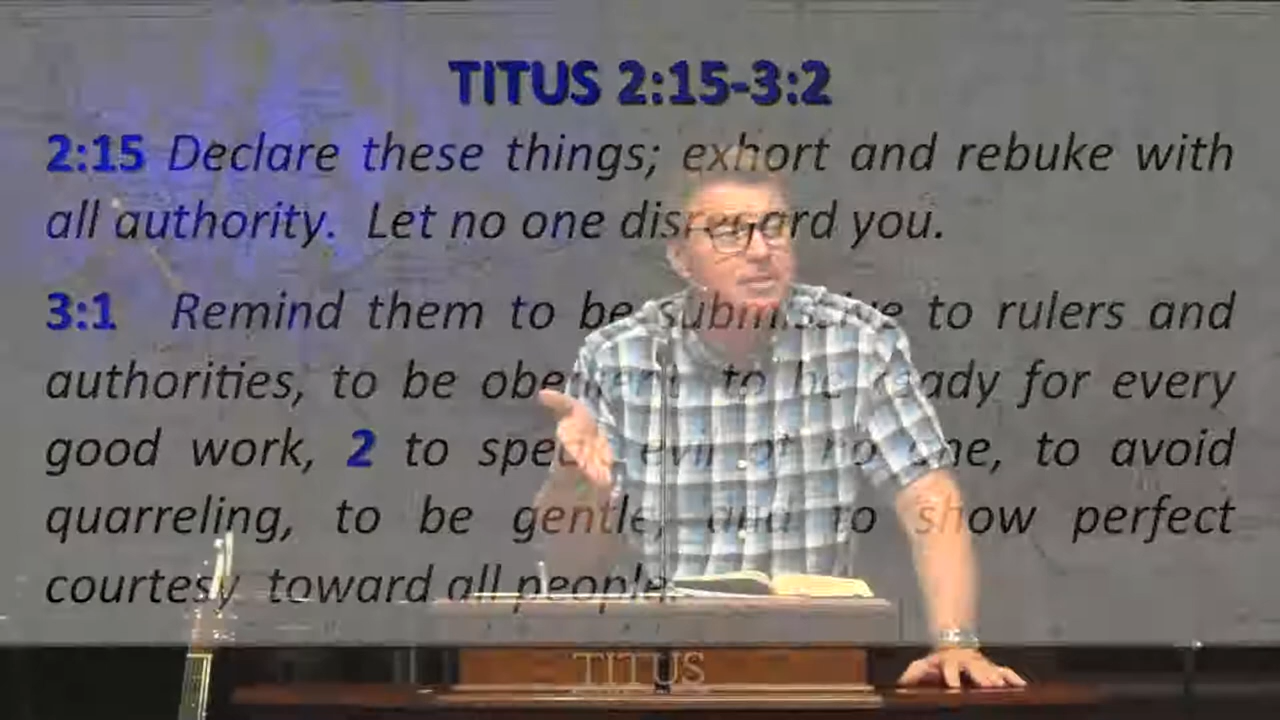 TITUS 2:15-3:2
2:15 Declare these things; exhort and rebuke with
all authority. Let no one disregard you.
3:1 Remind them to be submissive to rulers and
authorities, to be obedient, to be ready for every
good work, 2 to speak evil of no one, to avoid
quarreling, to be gentle, and to show perfect
courtesy toward all people.
TITUS